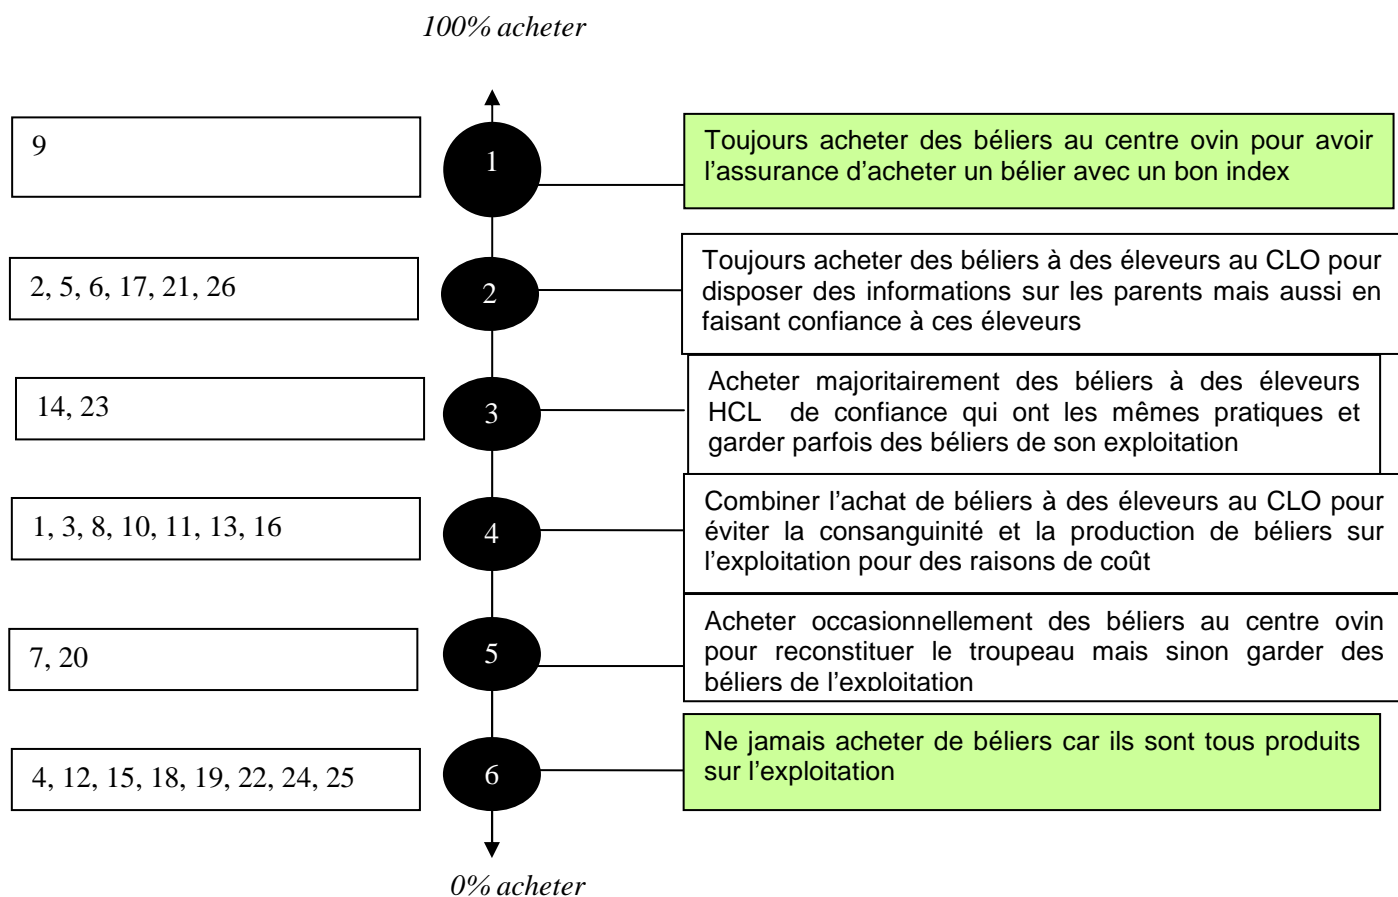 100% acheter
9
1
Toujours acheter des béliers au centre ovin pour avoir
l'assurance d'acheter un bélier avec un bon index
2, 5, 6, 17, 21, 26
2
Toujours acheter des béliers à des éleveurs au CLO pour
disposer des informations sur les parents mais aussi en
faisant confiance à ces éleveurs
14, 23
3
Acheter majoritairement des béliers à des éleveurs
HCL de confiance qui ont les mêmes pratiques et
garder parfois des béliers de son exploitation
1, 3, 8, 10, 11, 13, 16
4
Combiner l'achat de béliers à des éleveurs au CLO pour
éviter la consanguinité et la production de béliers sur
l'exploitation pour des raisons de coût
7, 20
5
Acheter occasionnellement des béliers au centre ovin
pour reconstituer le troupeau mais sinon garder des
béliers de l'exploitation
4, 12, 15, 18, 19, 22, 24, 25
6
Ne jamais acheter de béliers car ils sont tous produits
sur l'exploitation
0% acheter